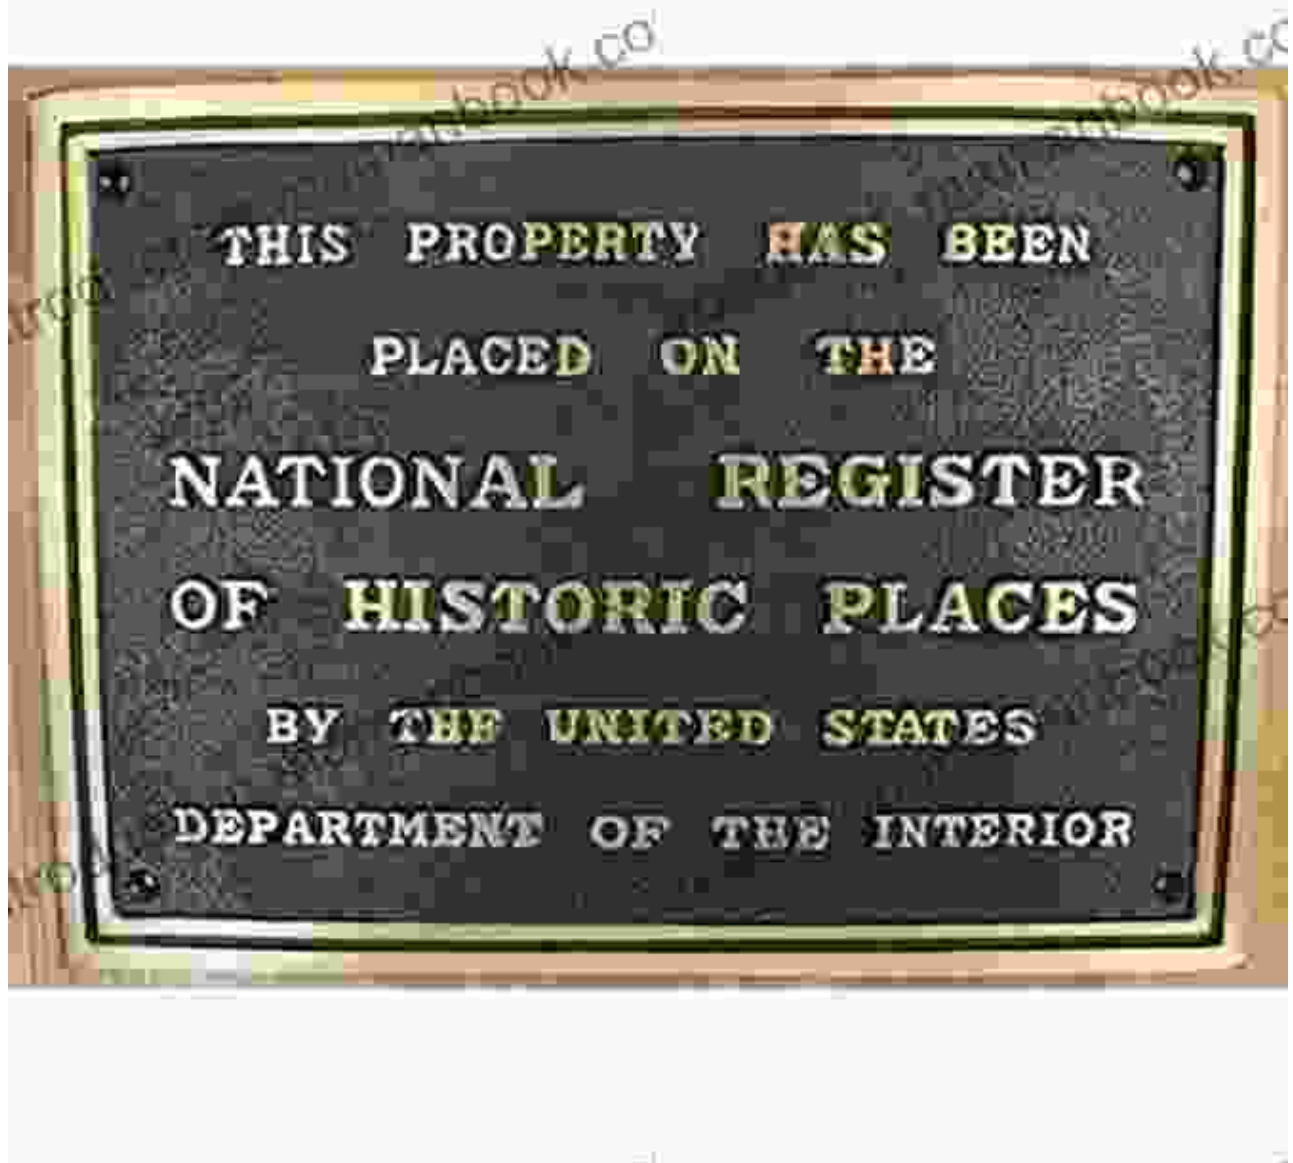 THIS PROPERTY HAS BEEN
PLACED ON THE
NATIONAL REGISTER
OF HISTORIC PLACES
BY THE UNITED STATES
DEPARTMENT OF THE INTERIOR